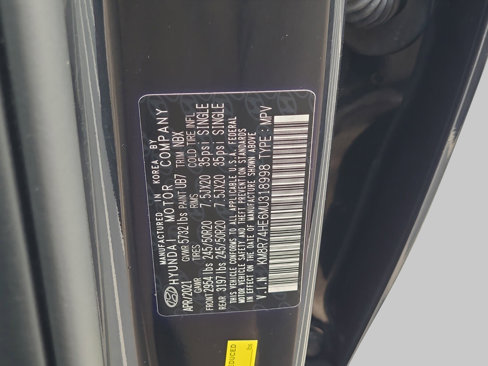 MANUFACTURED IN KOREA BY
HYUNDAI MOTOR COMPANY
APR/2021 GVWR 5732 lbs PAINT UB7 TRIM NBX
TIRES RIMS COLD TIRE INFL
FRONT 2954 lbs 245/50R20 7.5JX20 35psi SINGLE
REAR 3197 lbs 245/50R20 7.5JX20 35psi SINGLE
THIS VEHICLE CONFORMS TO ALL APPLICABLE U.S.A. FEDERAL
MOTOR VEHICLE SAFETY BUMPER AND THEFT PREVENTION STANDARDS
IN EFFECT ON THE DATE OF MANUFACTURE SHOWN ABOVE
V.I.N : KM8R74HE6MU318998 TYPE: MPV